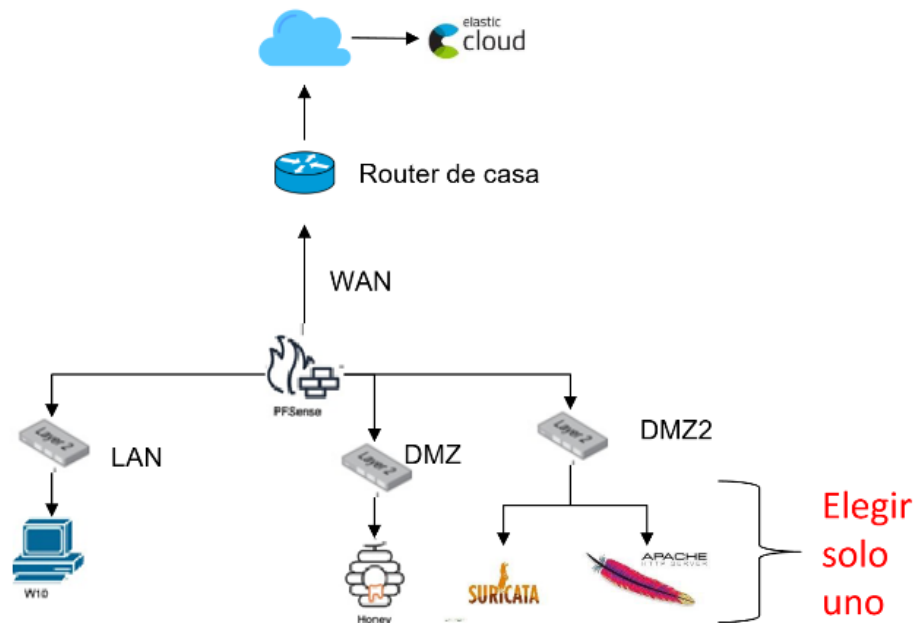 elastic
cloud
Router de casa
WAN
PFSense
Layer 2
LAN
Layer 2
DMZ
Layer 2
DMZ2
W10
Honey
SURICATA
APACHE
HTTP SERVER
Elegir
solo
uno